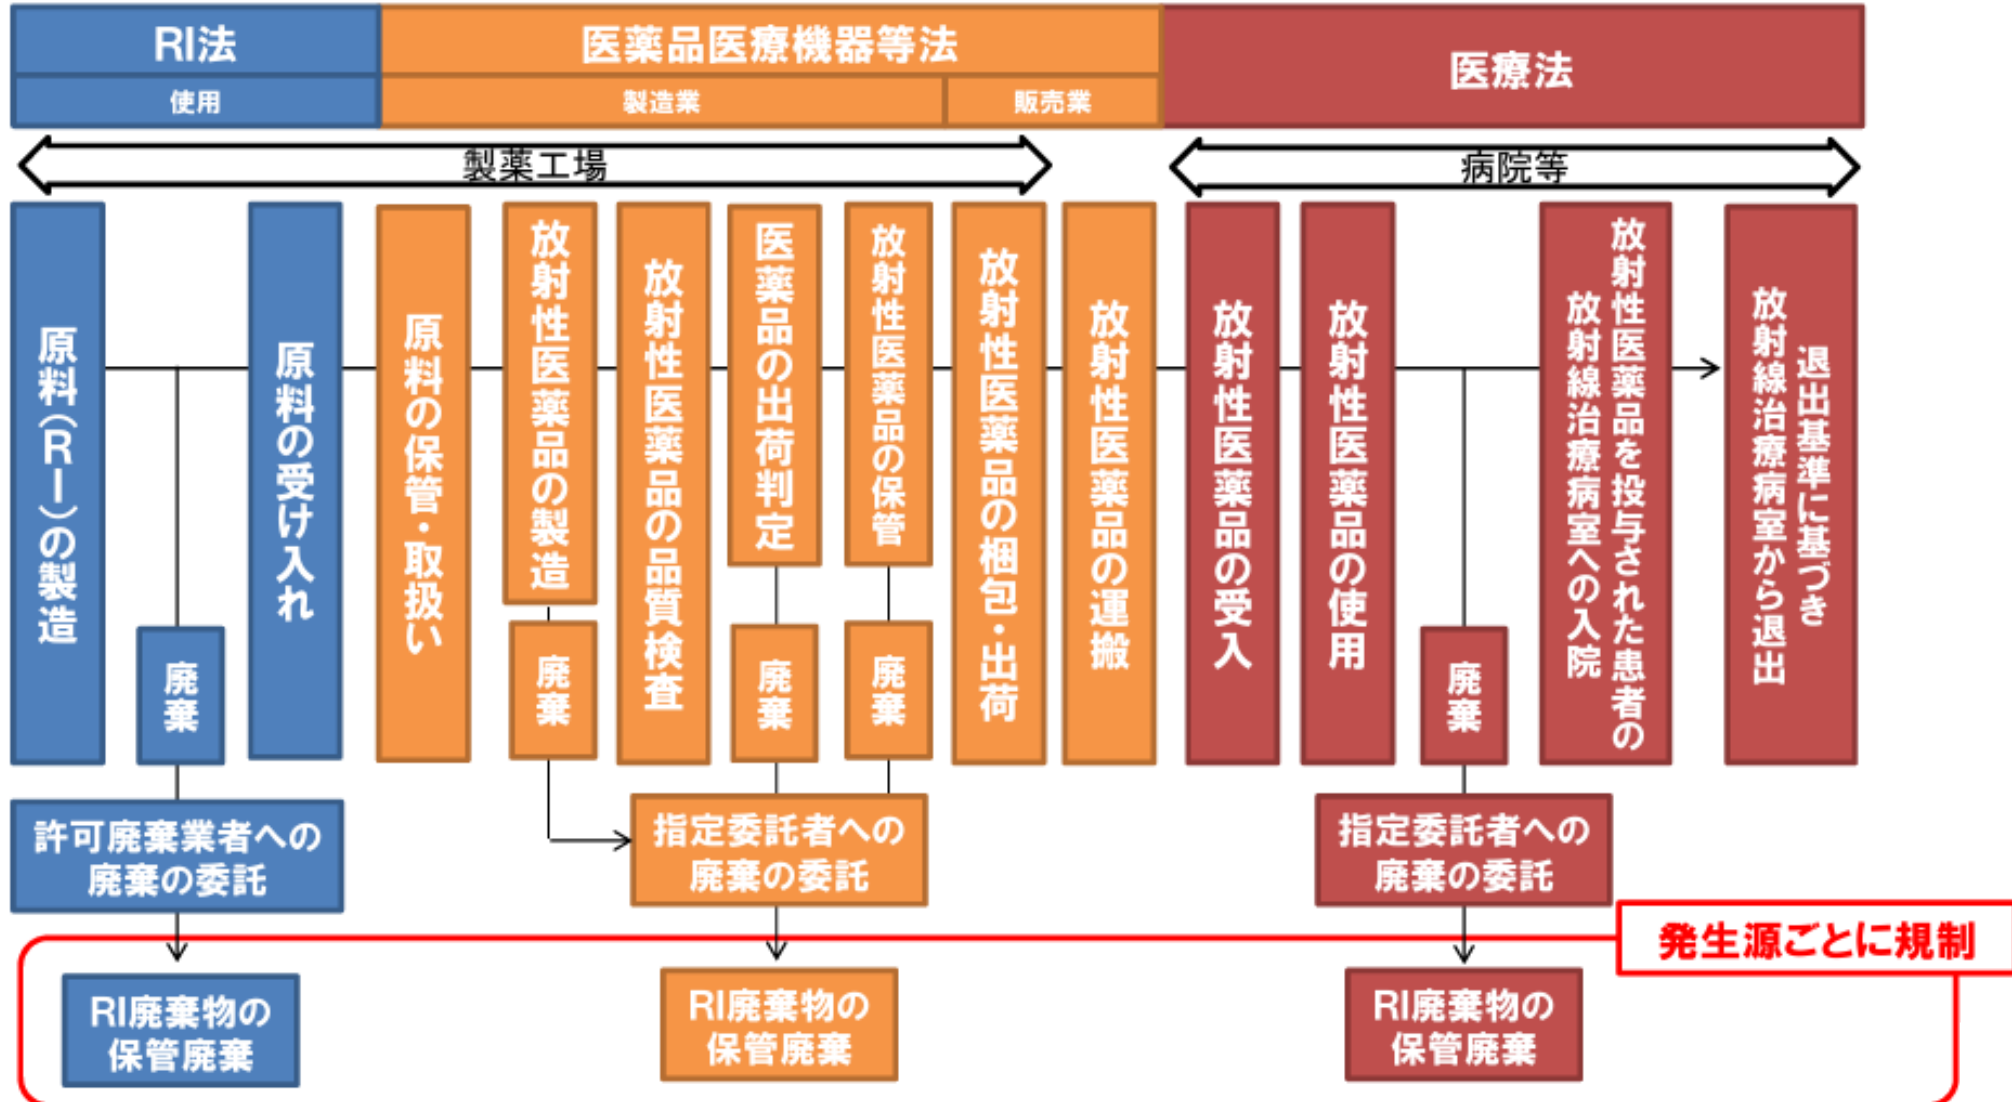 RI法
医薬品医療機器等法
医療法
使用
製造業
販売業
製薬工場
病院等
原料（RI）の製造
廃棄
原料の受け入れ
原料の保管・取扱い
放射性医薬品の製造
廃棄
放射性医薬品の品質検査
医薬品の出荷判定
廃棄
放射性医薬品の保管
廃棄
放射性医薬品の梱包・出荷
放射性医薬品の運搬
放射性医薬品の受入
放射性医薬品の使用
廃棄
放射性医薬品を投与された患者の
放射線治療病室への入院
退出基準に基づき
放射線治療病室から退出
許可廃棄業者への
廃棄の委託
指定委託者への
廃棄の委託
指定委託者への
廃棄の委託
発生源ごとに規制
RI廃棄物の
保管廃棄
RI廃棄物の
保管廃棄
RI廃棄物の
保管廃棄